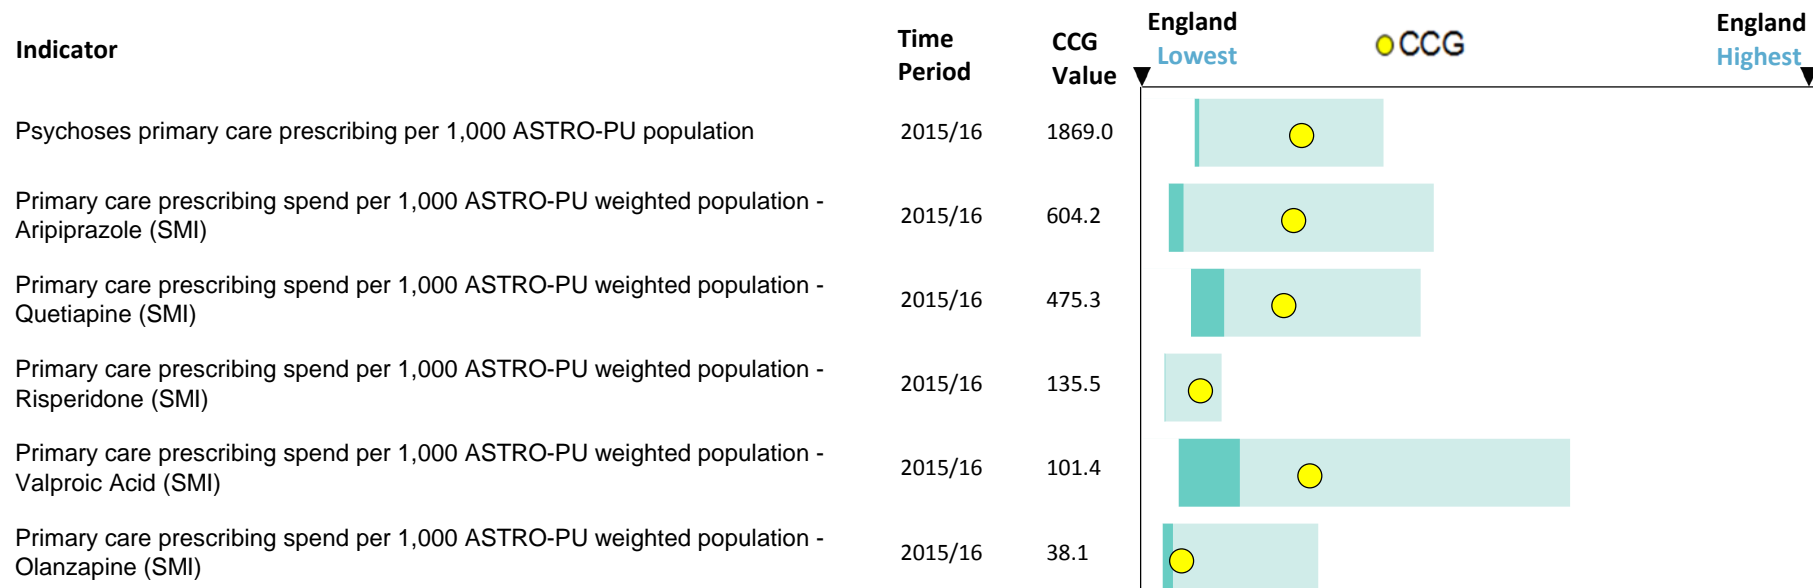 Indicator
Time
Period
CCG
Value
England
Lowest
CCG
England
Highest
Psychoses primary care prescribing per 1,000 ASTRO-PU population
2015/16
1869.0
Primary care prescribing spend per 1,000 ASTRO-PU weighted population -
Aripiprazole (SMI)
2015/16
604.2
Primary care prescribing spend per 1,000 ASTRO-PU weighted population -
Quetiapine (SMI)
2015/16
475.3
Primary care prescribing spend per 1,000 ASTRO-PU weighted population -
Risperidone (SMI)
2015/16
135.5
Primary care prescribing spend per 1,000 ASTRO-PU weighted population -
Valproic Acid (SMI)
2015/16
101.4
Primary care prescribing spend per 1,000 ASTRO-PU weighted population -
Olanzapine (SMI)
2015/16
38.1